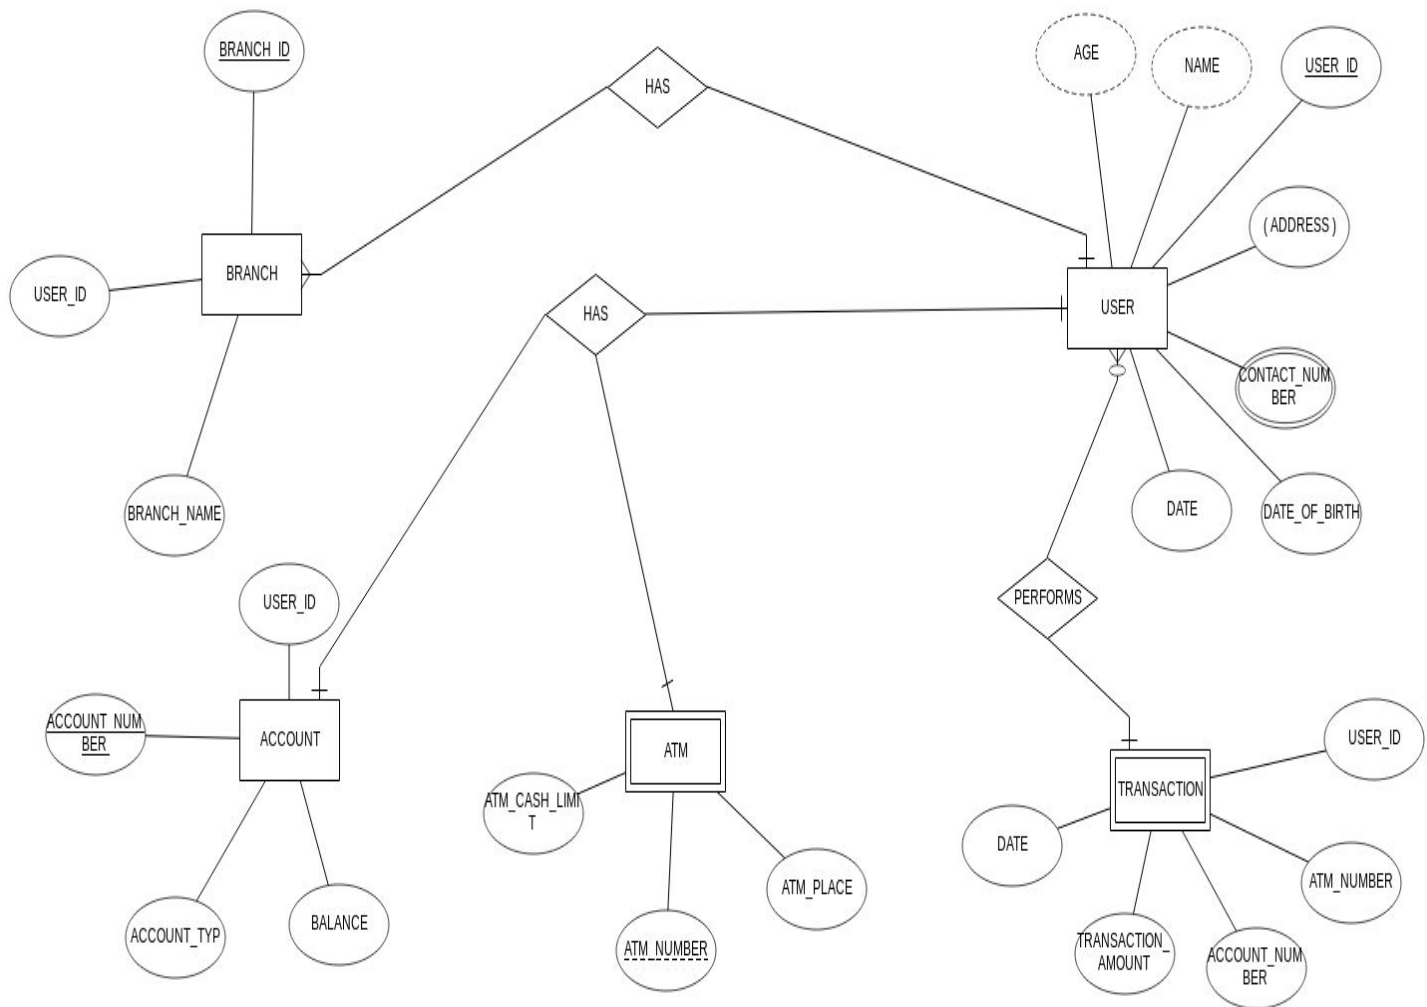 BRANCH_ID
HAS
AGE
NAME
USER_ID
( ADDRESS )
BRANCH
USER_ID
HAS
USER
CONTACT_NUM
BER
BRANCH_NAME
DATE
DATE_OF_BIRTH
USER_ID
PERFORMS
ACCOUNT_NUM
BER
ACCOUNT
ATM
TRANSACTION
USER_ID
ATM_CASH_LIMI
T
DATE
ATM_PLACE
ATM_NUMBER
ACCOUNT_TYP
BALANCE
ATM_NUMBER
TRANSACTION_
AMOUNT
ACCOUNT_NUM
BER